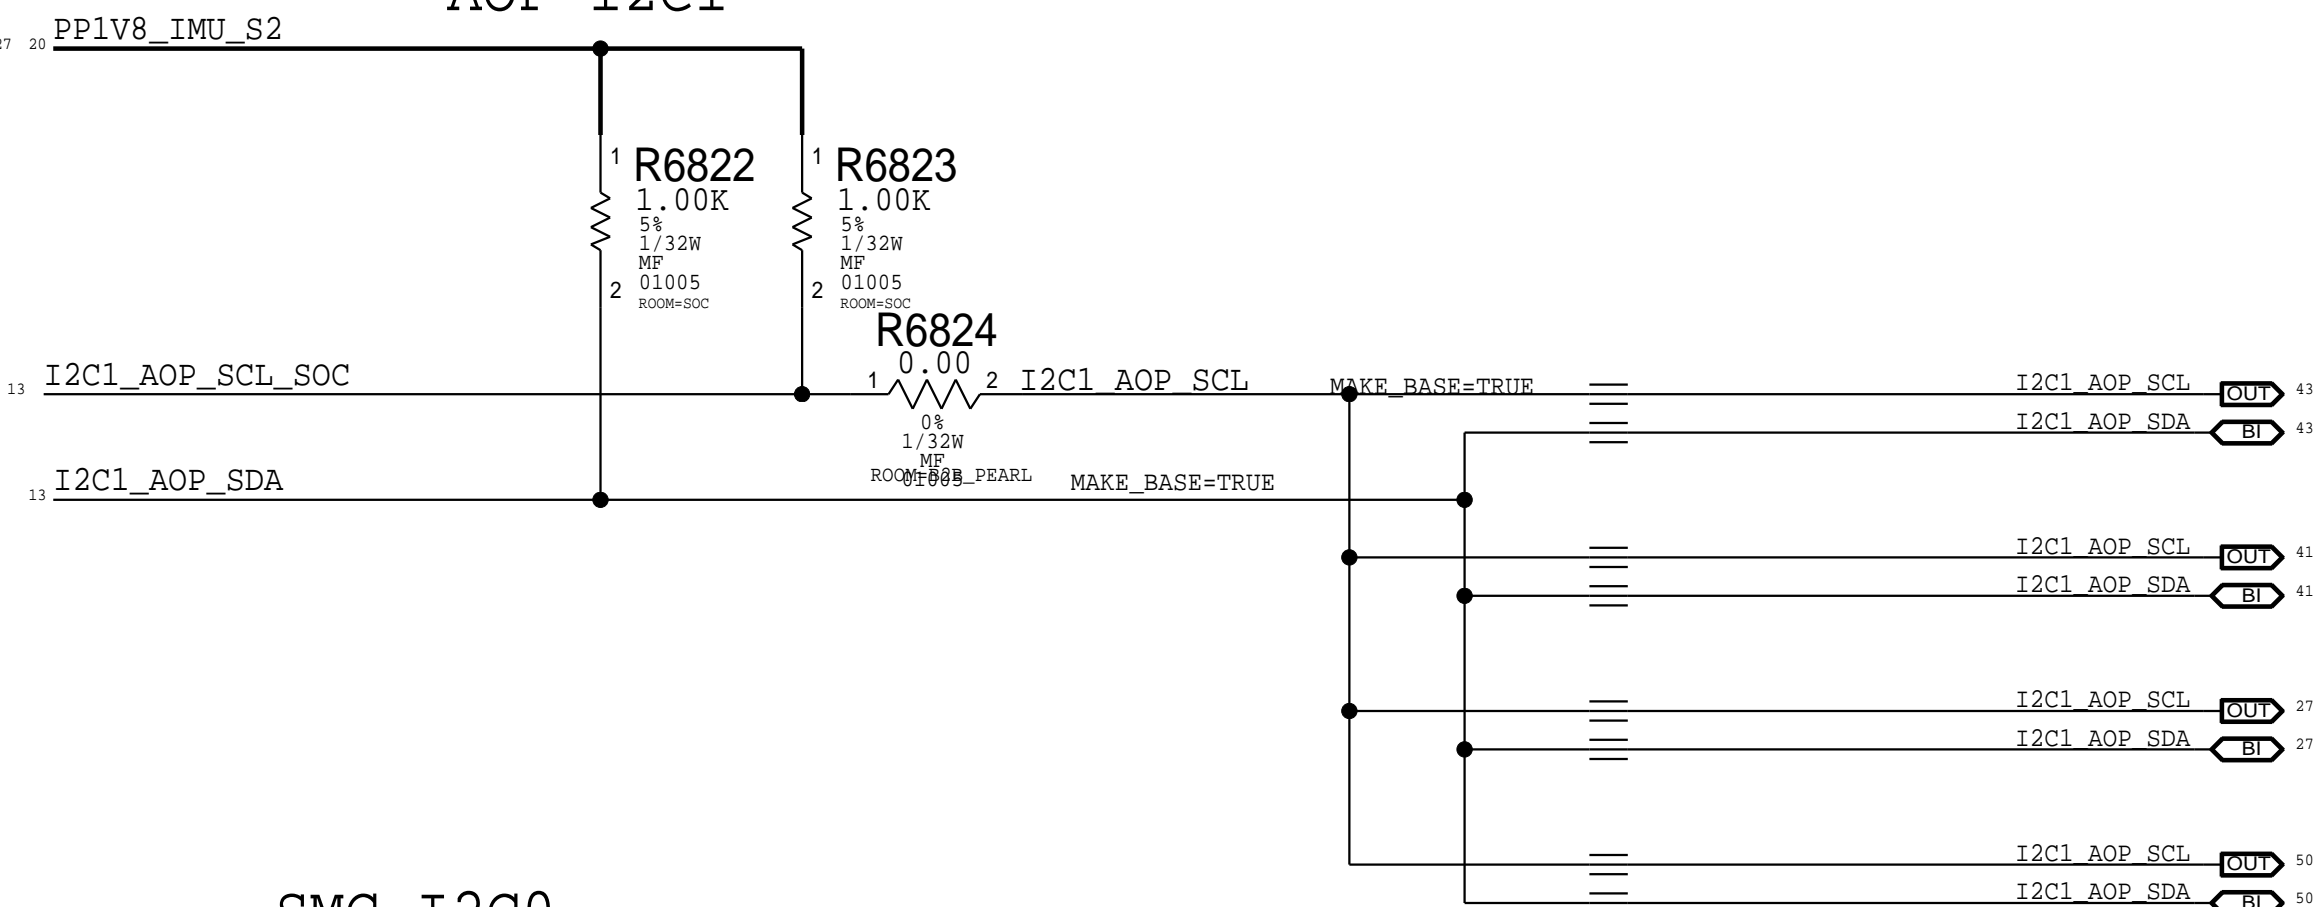 AOP I2C1
PP1V8_IMU_S2
27 20
1 R6822
1.00K
5%
1/32W
MF
2 01005
ROOM=SOC
1 R6823
1.00K
5%
1/32W
MF
2 01005
ROOM=SOC
R6824
0.00
13 I2C1_AOP_SCL_SOC
1 2 I2C1_AOP_SCL
MAKE_BASE=TRUE
0%
1/32W
MF
01005
ROOM=B2B_PEARL
13 I2C1_AOP_SDA
MAKE_BASE=TRUE
I2C1_AOP_SCL OUT 43
I2C1_AOP_SDA BI 43
I2C1_AOP_SCL OUT 41
I2C1_AOP_SDA BI 41
I2C1_AOP_SCL OUT 27
I2C1_AOP_SDA BI 27
I2C1_AOP_SCL OUT 50
I2C1_AOP_SDA BI 50
SMC I2C0